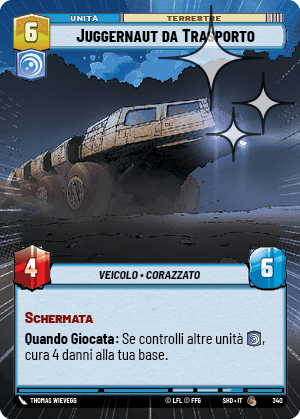 UNITÀ
TERRESTRE
6
JUGGERNAUT DA TRASPORTO
4
VEICOLO • CORAZZATO
6
SCHERMATA
Quando Giocata: Se controlli altre unità ,
cura 4 danni alla tua base.
THOMAS WIEVEGG
© LFL © FFG
SHD • IT
340